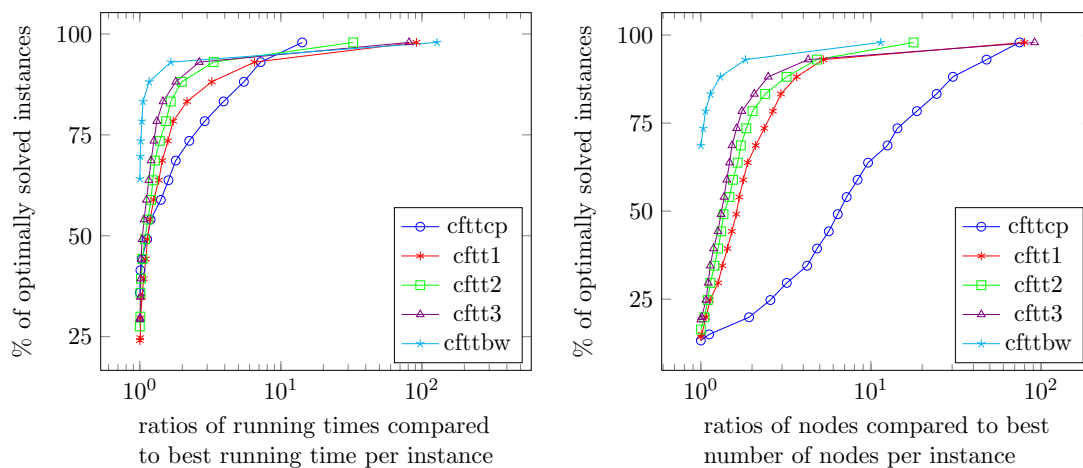 % of optimally solved instances
100
75
50
25
cfttcp
cftt1
cftt2
cftt3
cfttbw
10^0
10^1
10^2
ratios of running times compared
to best running time per instance
% of optimally solved instances
100
75
50
25
cfttcp
cftt1
cftt2
cftt3
cfttbw
10^0
10^1
10^2
ratios of nodes compared to best
number of nodes per instance